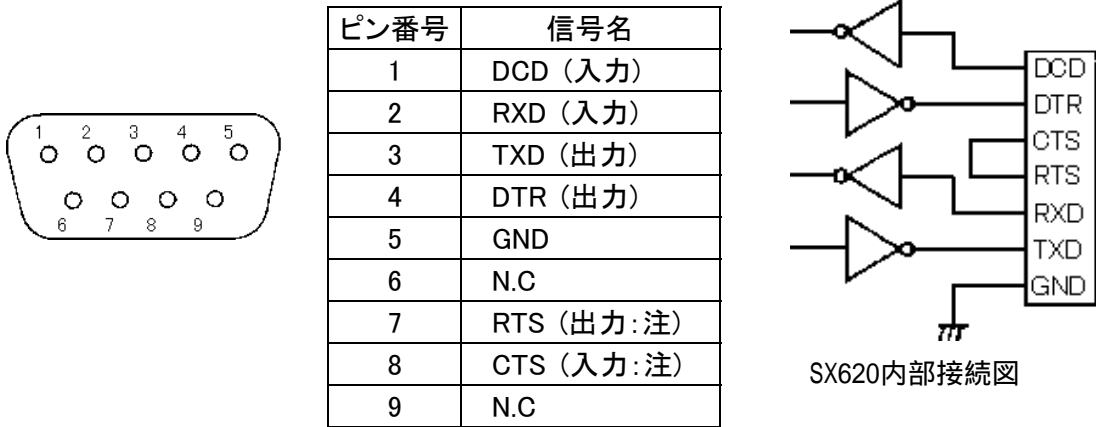 1 2 3 4 5
6 7 8 9
ピン番号 信号名
1 DCD (入力)
2 RXD (入力)
3 TXD (出力)
4 DTR (出力)
5 GND
6 N.C
7 RTS (出力:注)
8 CTS (入力:注)
9 N.C
DCD
DTR
CTS
RTS
RXD
TXD
GND
SX620内部接続図